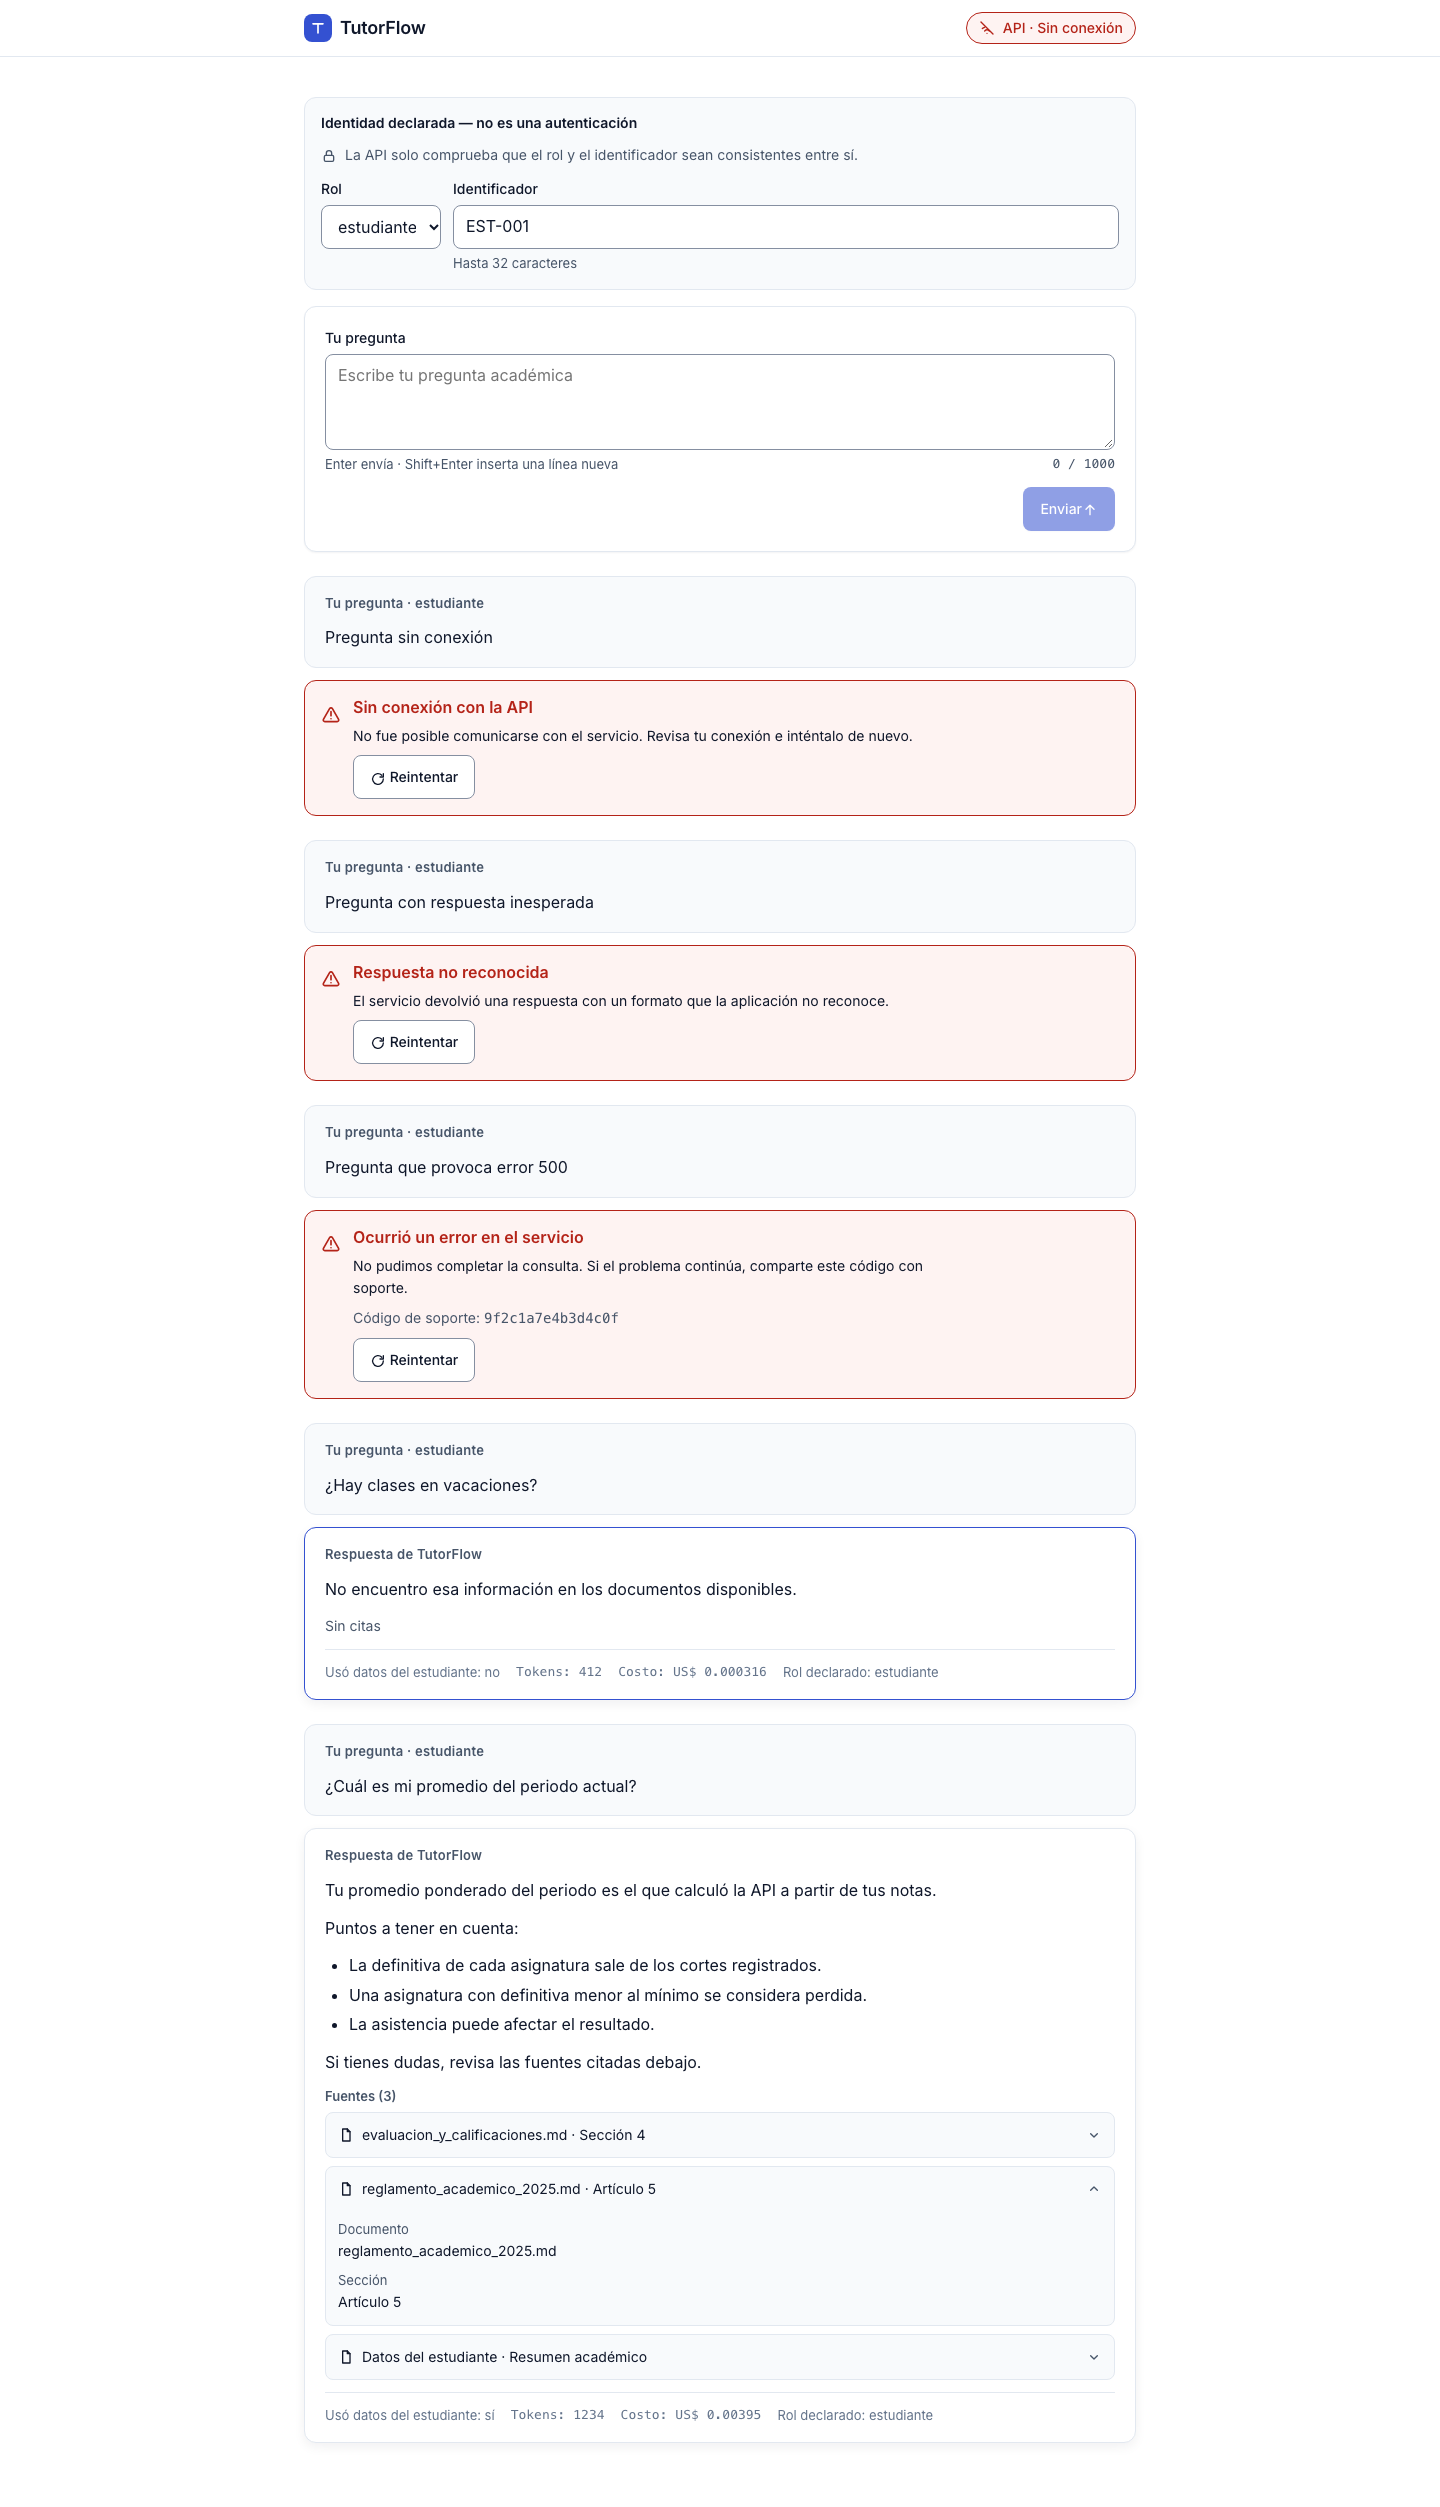 T TutorFlow
API · Sin conexión
Identidad declarada — no es una autenticación
La API solo comprueba que el rol y el identificador sean consistentes entre sí.
Rol
Identificador
estudiante
EST-001
Hasta 32 caracteres
Tu pregunta
Escribe tu pregunta académica
Enter envía · Shift+Enter inserta una línea nueva
0 / 1000
Enviar
Tu pregunta · estudiante
Pregunta sin conexión
Sin conexión con la API
No fue posible comunicarse con el servicio. Revisa tu conexión e inténtalo de nuevo.
Reintentar
Tu pregunta · estudiante
Pregunta con respuesta inesperada
Respuesta no reconocida
El servicio devolvió una respuesta con un formato que la aplicación no reconoce.
Reintentar
Tu pregunta · estudiante
Pregunta que provoca error 500
Ocurrió un error en el servicio
No pudimos completar la consulta. Si el problema continúa, comparte este código con
soporte.
Código de soporte: 9f2c1a7e4b3d4c0f
Reintentar
Tu pregunta · estudiante
¿Hay clases en vacaciones?
Respuesta de TutorFlow
No encuentro esa información en los documentos disponibles.
Sin citas
Usó datos del estudiante: no Tokens: 412 Costo: US$ 0.000316 Rol declarado: estudiante
Tu pregunta · estudiante
¿Cuál es mi promedio del periodo actual?
Respuesta de TutorFlow
Tu promedio ponderado del periodo es el que calculó la API a partir de tus notas.
Puntos a tener en cuenta:
• La definitiva de cada asignatura sale de los cortes registrados.
• Una asignatura con definitiva menor al mínimo se considera perdida.
• La asistencia puede afectar el resultado.
Si tienes dudas, revisa las fuentes citadas debajo.
Fuentes (3)
evaluacion_y_calificaciones.md · Sección 4
reglamento_academico_2025.md · Artículo 5
Documento
reglamento_academico_2025.md
Sección
Artículo 5
Datos del estudiante · Resumen académico
Usó datos del estudiante: sí Tokens: 1234 Costo: US$ 0.00395 Rol declarado: estudiante